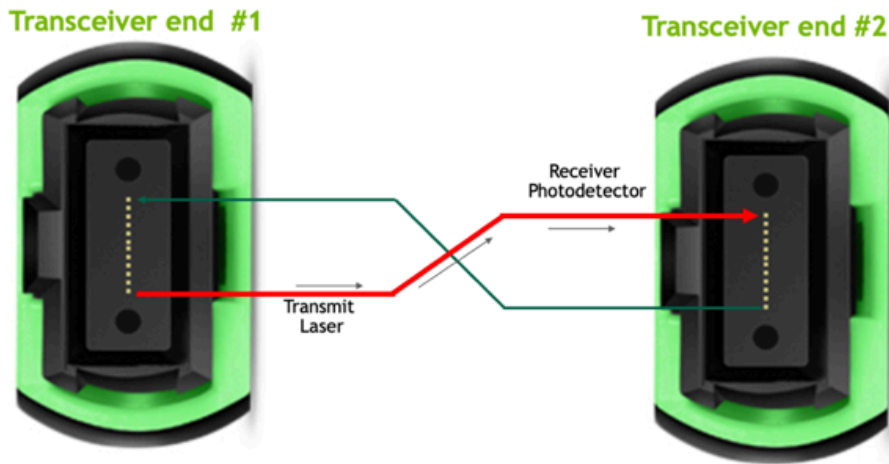 Transceiver end #1
Transceiver end #2
Receiver
Photodetector
Transmit
Laser